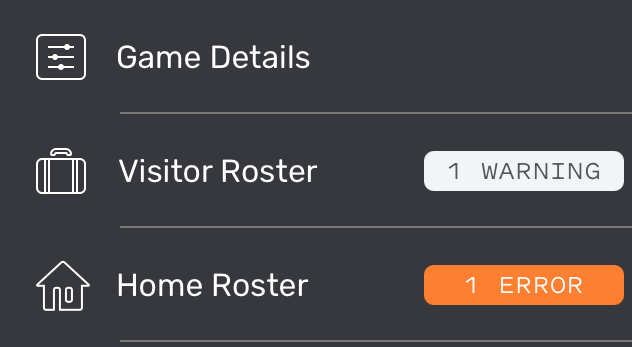 Game Details
Visitor Roster 1 WARNING
Home Roster 1 ERROR